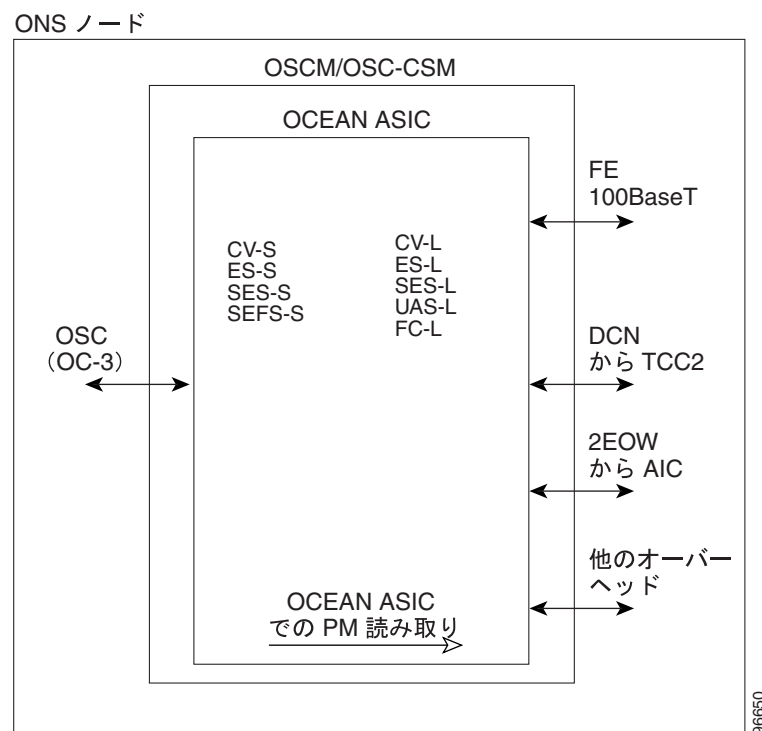 ONS ノード
OSCM/OSC-CSM
OCEAN ASIC
FE
100BaseT
CV-S
ES-S
SES-S
SEFS-S
CV-L
ES-L
SES-L
UAS-L
FC-L
OSC
（OC-3）
DCN
から TCC2
2EOW
から AIC
他のオーバー
ヘッド
OCEAN ASIC
での PM 読み取り
96650